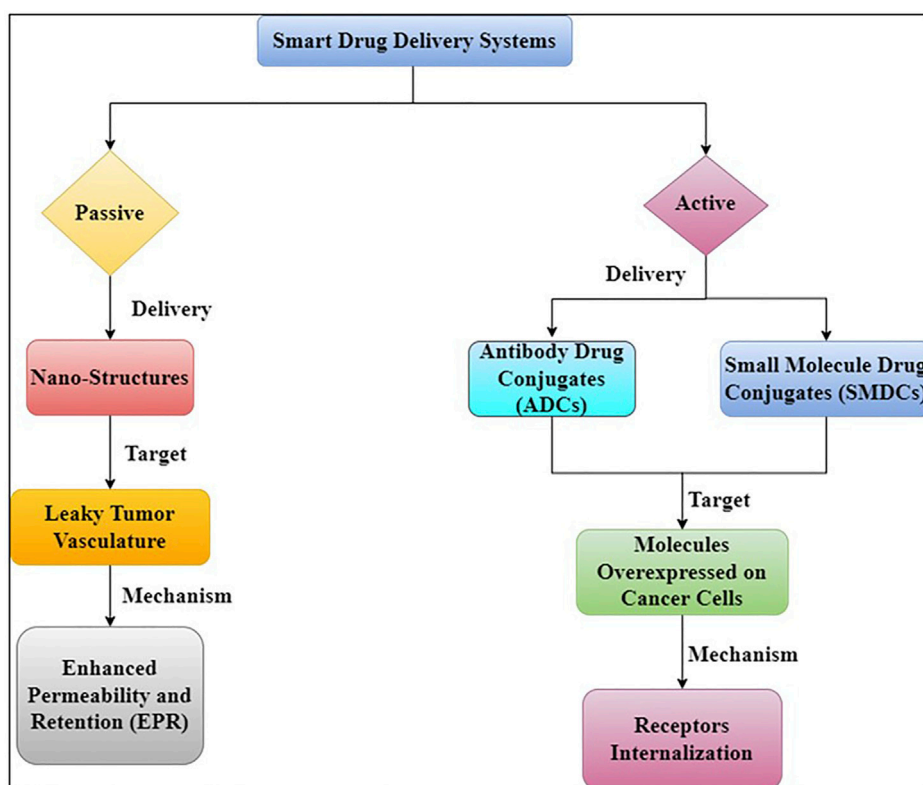 Smart Drug Delivery Systems
Passive
Active
Delivery
Delivery
Nano-Structures
Antibody Drug
Conjugates
(ADCs)
Small Molecule Drug
Conjugates (SMDCs)
Target
Target
Leaky Tumor
Vasculature
Molecules
Overexpressed on
Cancer Cells
Mechanism
Mechanism
Enhanced
Permeability and
Retention (EPR)
Receptors
Internalization